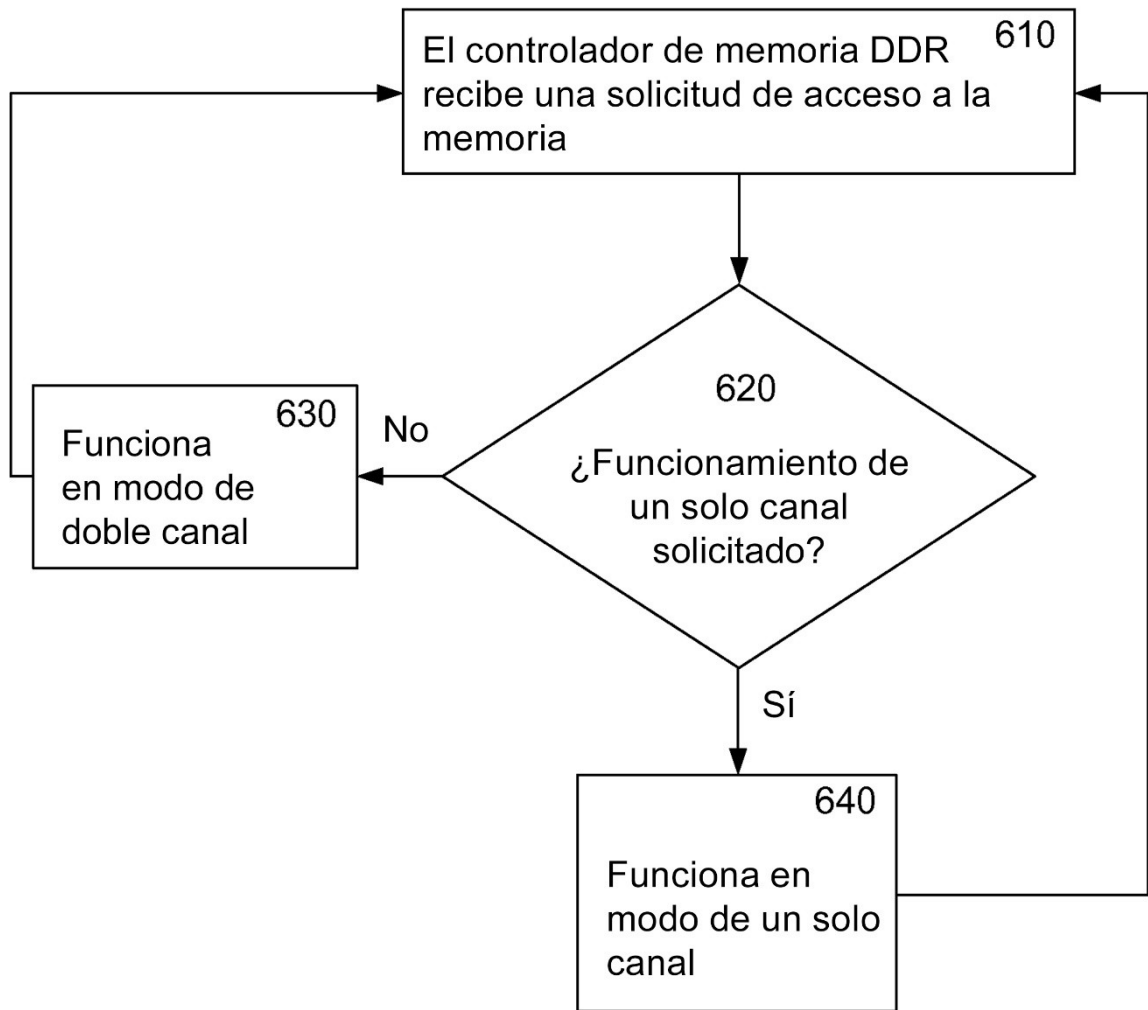 610
El controlador de memoria DDR
recibe una solicitud de acceso a la
memoria
620
¿Funcionamiento de
un solo canal
solicitado?
No
630
Funciona
en modo de
doble canal
Sí
640
Funciona en
modo de un solo
canal